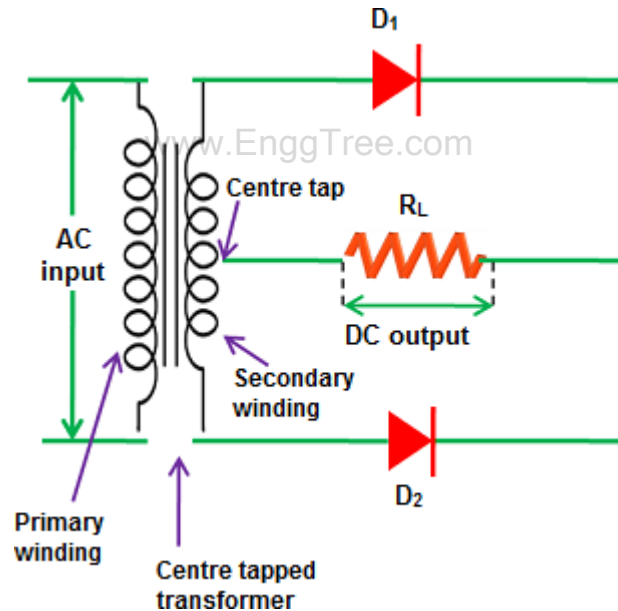 D1
www.EnggTree.com
Centre tap
RL
AC
input
DC output
Secondary
winding
D2
Primary
winding
Centre tapped
transformer